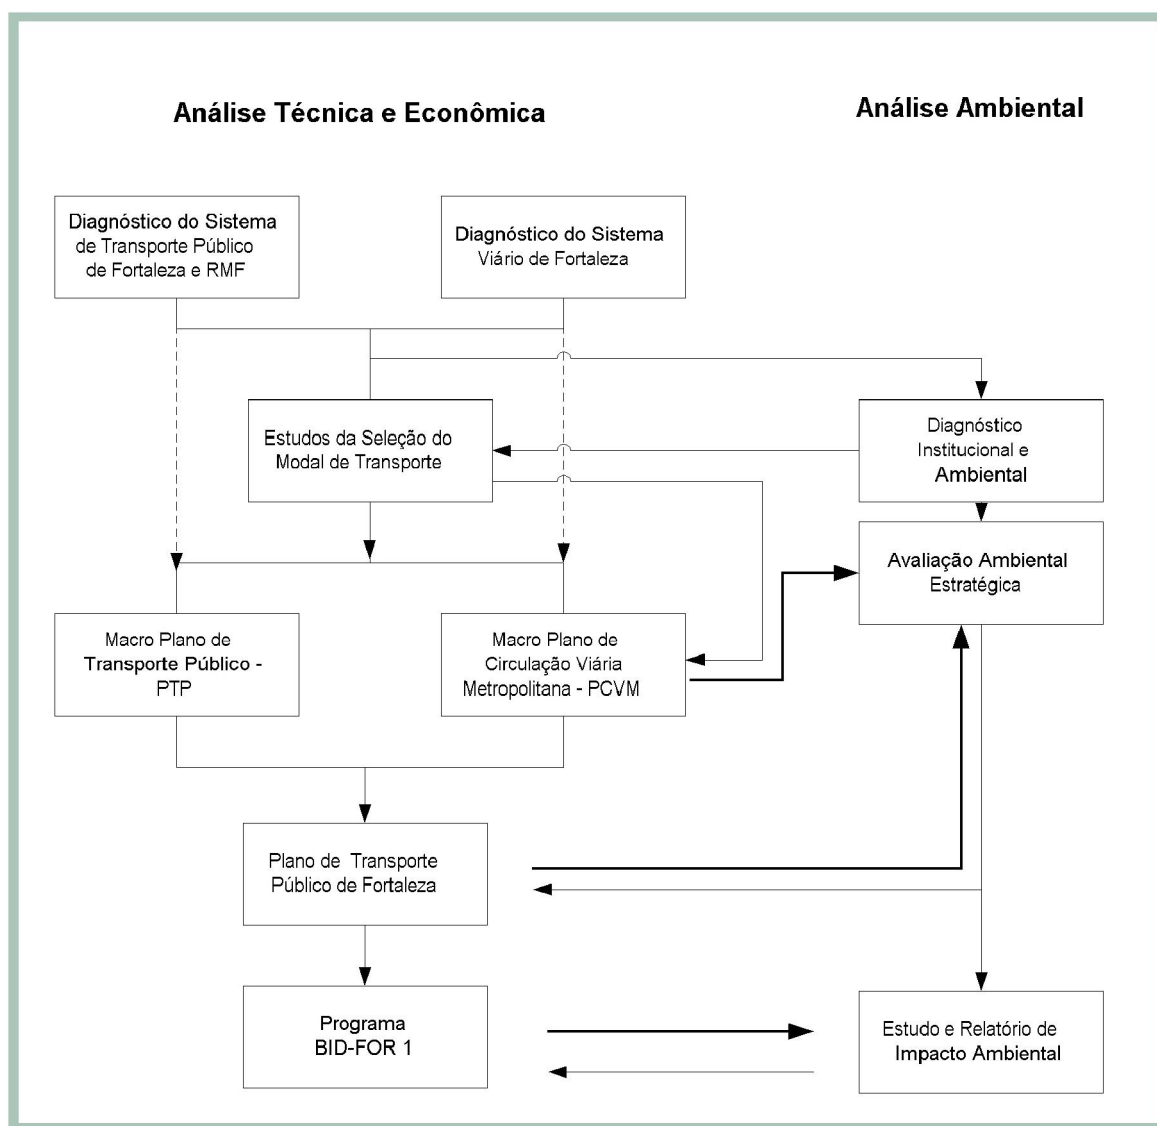 Análise Técnica e Econômica
Análise Ambiental
Diagnóstico do Sistema
de Transporte Público
de Fortaleza e RMF
Diagnóstico do Sistema
Viário de Fortaleza
Estudos da Seleção do
Modal de Transporte
Diagnóstico
Institucional e
Ambiental
Avaliação Ambiental
Estratégica
Macro Plano de
Transporte Público -
PTP
Macro Plano de
Circulação Viária
Metropolitana - PCVM
Plano de Transporte
Público de Fortaleza
Programa
BID-FOR 1
Estudo e Relatório de
Impacto Ambiental